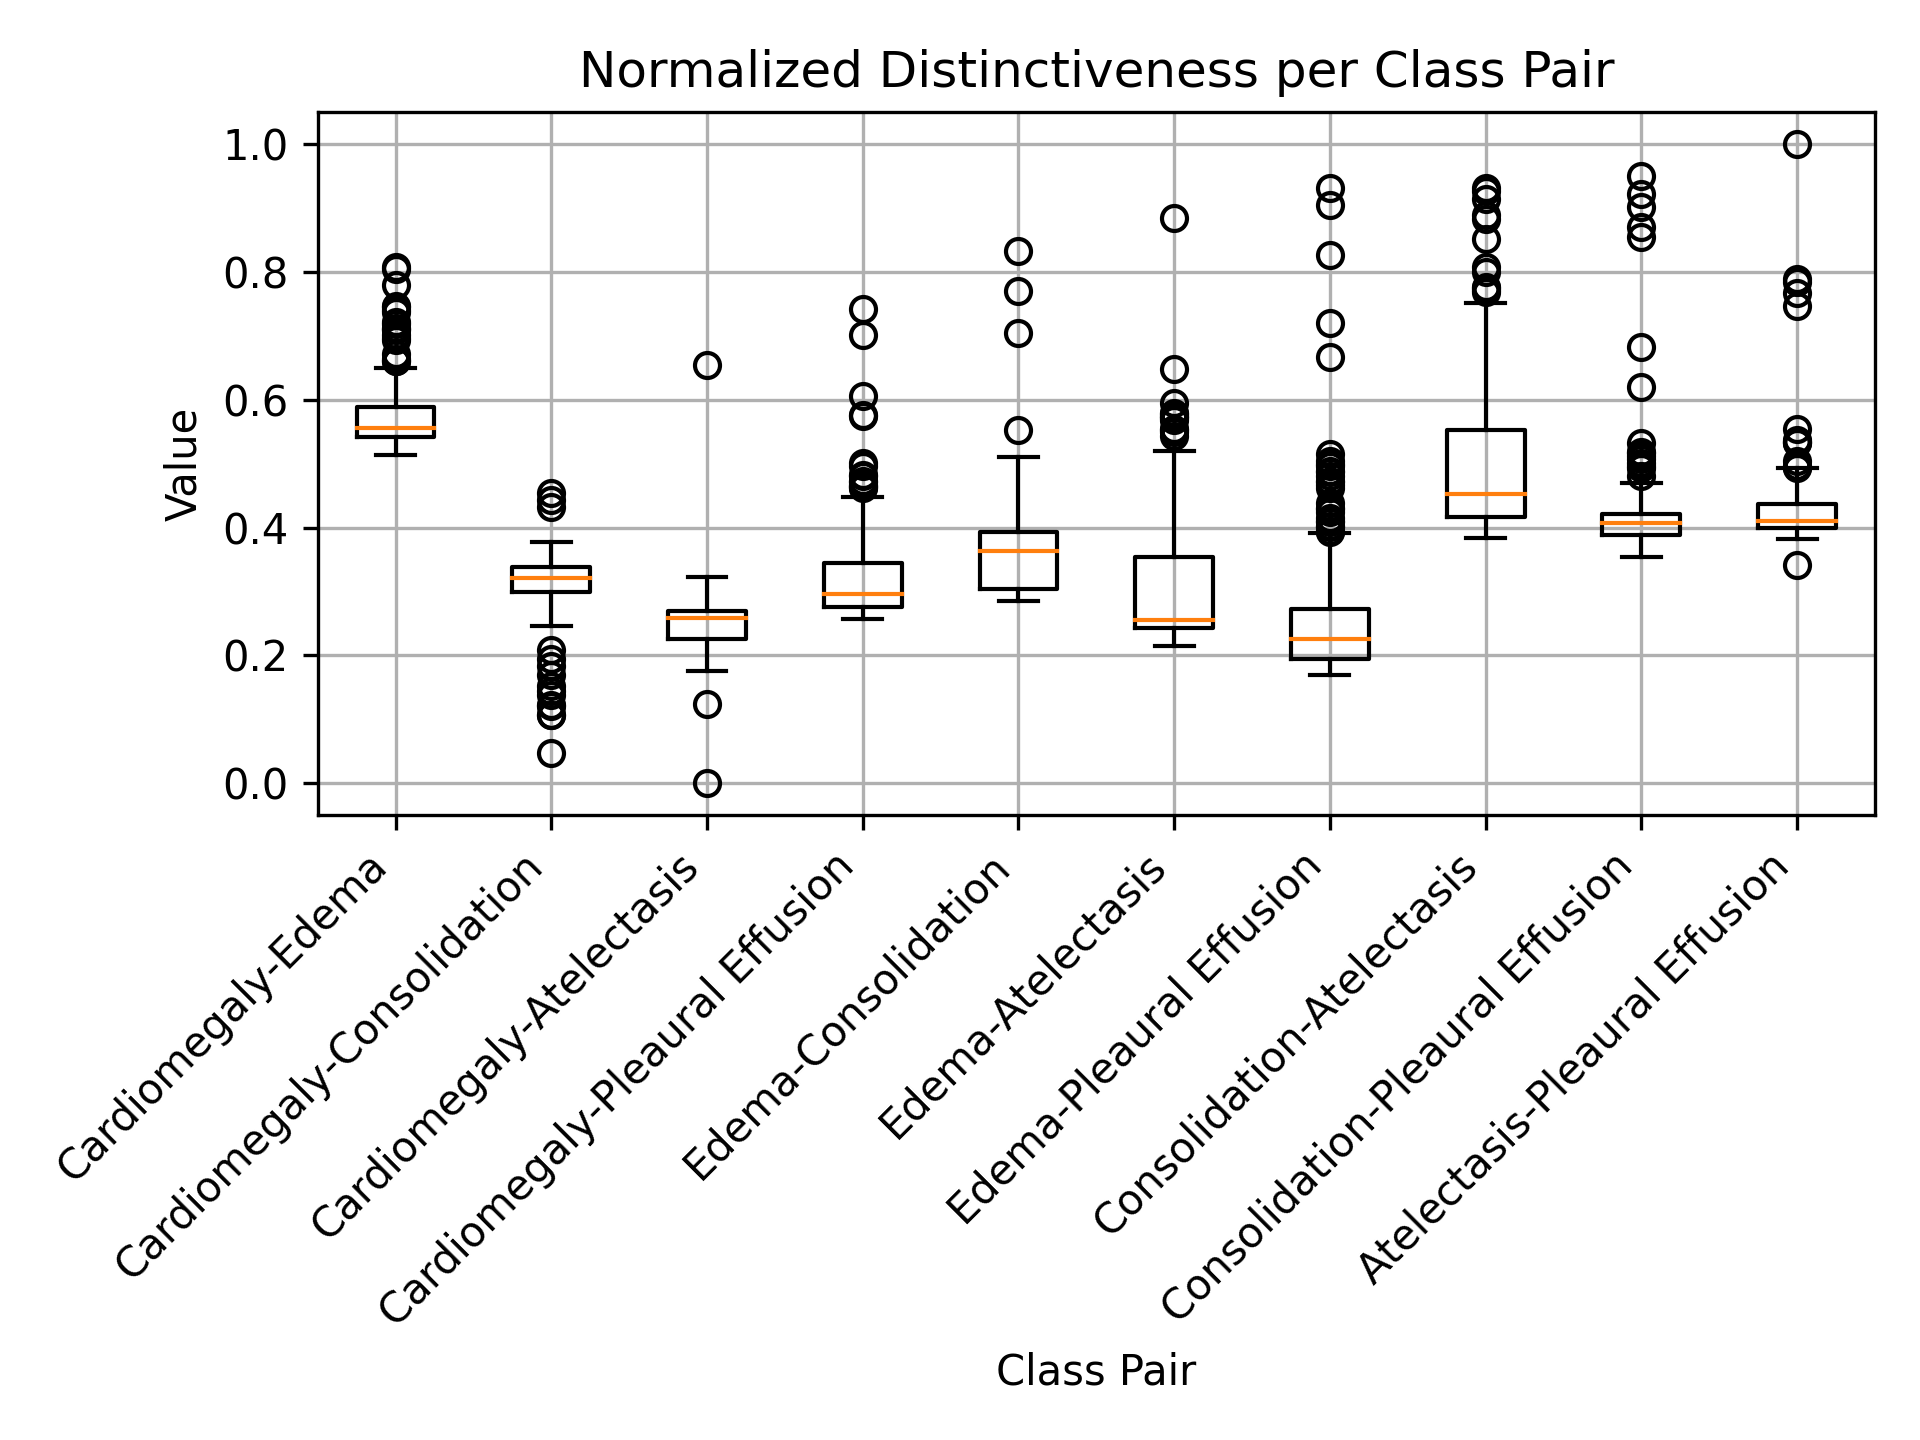 Normalized Distinctiveness per Class Pair
Value
1.0
0.8
0.6
0.4
0.2
0.0
Cardiomegaly-Edema
Cardiomegaly-Consolidation
Cardiomegaly-Atelectasis
Cardiomegaly-Pleaural Effusion
Edema-Consolidation
Edema-Atelectasis
Edema-Pleaural Effusion
Consolidation-Atelectasis
Consolidation-Pleaural Effusion
Atelectasis-Pleaural Effusion
Class Pair